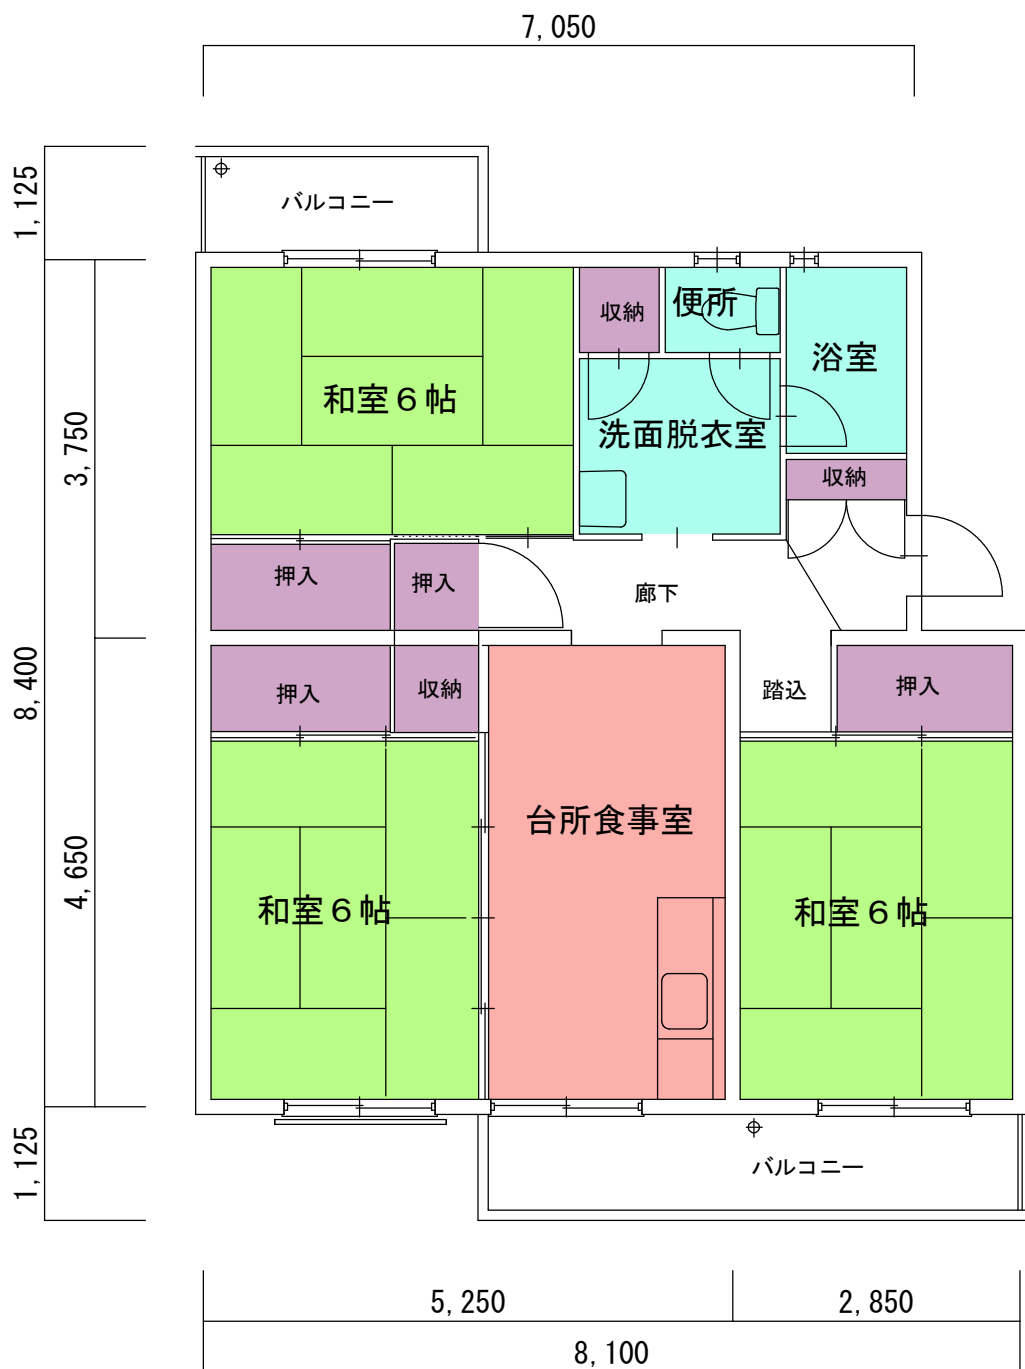 7,050
1,125
バルコニー
収納
便所
浴室
和室６帖
3,750
洗面脱衣室
収納
押入
押入
廊下
8,400
押入
収納
踏込
押入
台所食事室
4,650
和室６帖
和室６帖
1,125
バルコニー
5,250
2,850
8,100